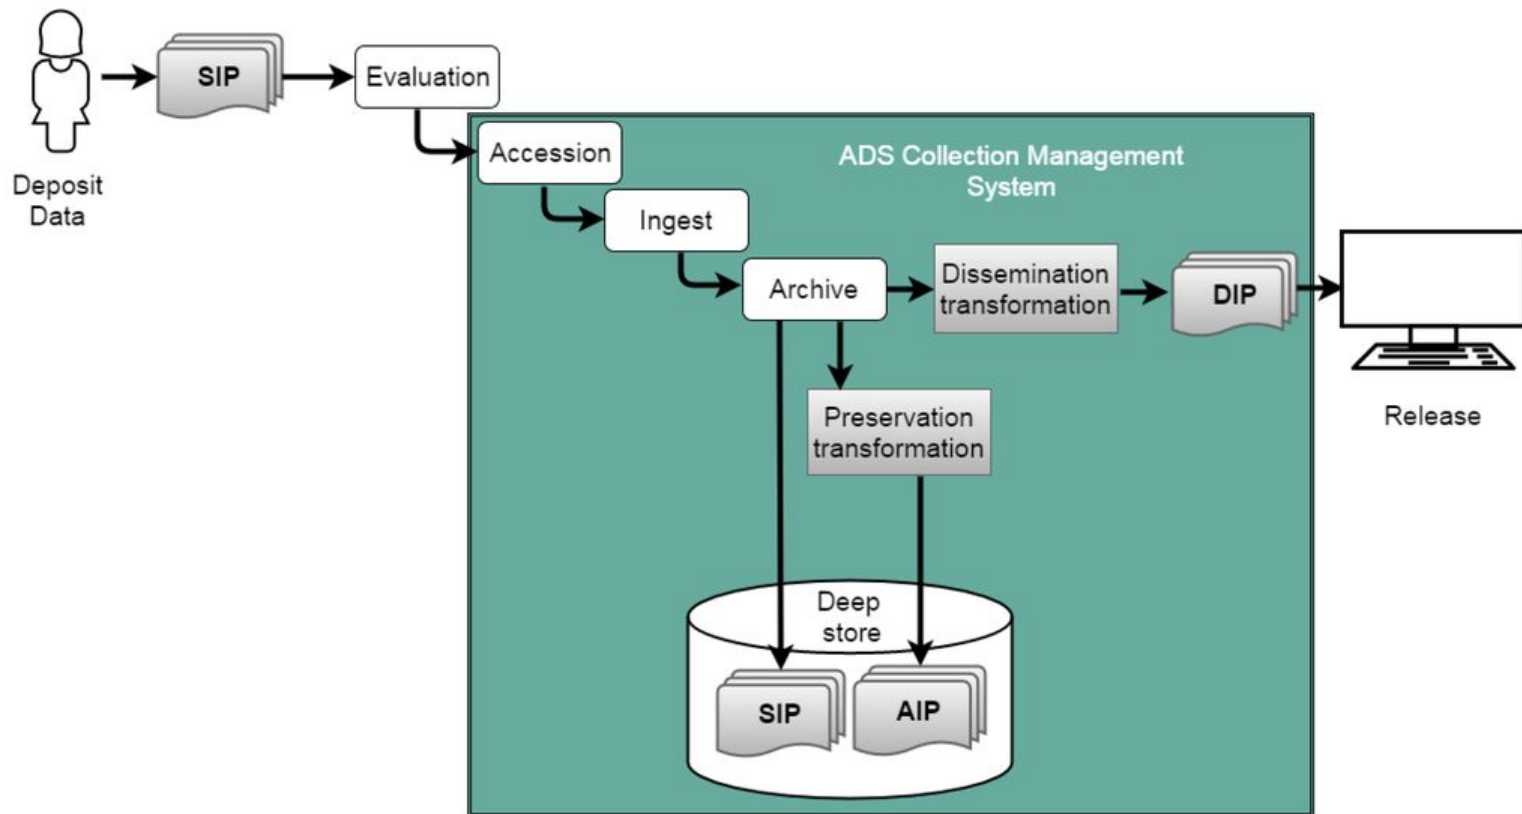 SIP
Evaluation
Deposit
Data
Accession
ADS Collection Management
System
Ingest
Archive
Dissemination
transformation
DIP
Release
Preservation
transformation
Deep
store
SIP
AIP